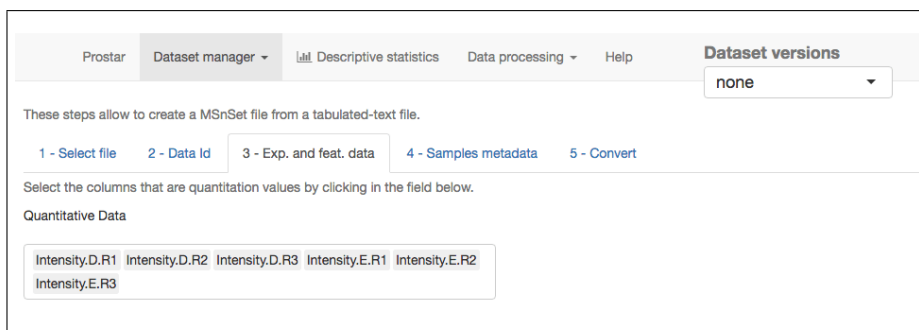 Prostar Dataset manager Descriptive statistics Data processing Help Dataset versions
none
These steps allow to create a MSnSet file from a tabulated-text file.
1 - Select file 2 - Data Id 3 - Exp. and feat. data 4 - Samples metadata 5 - Convert
Select the columns that are quantitation values by clicking in the field below.
Quantitative Data
Intensity.D.R1 Intensity.D.R2 Intensity.D.R3 Intensity.E.R1 Intensity.E.R2
Intensity.E.R3